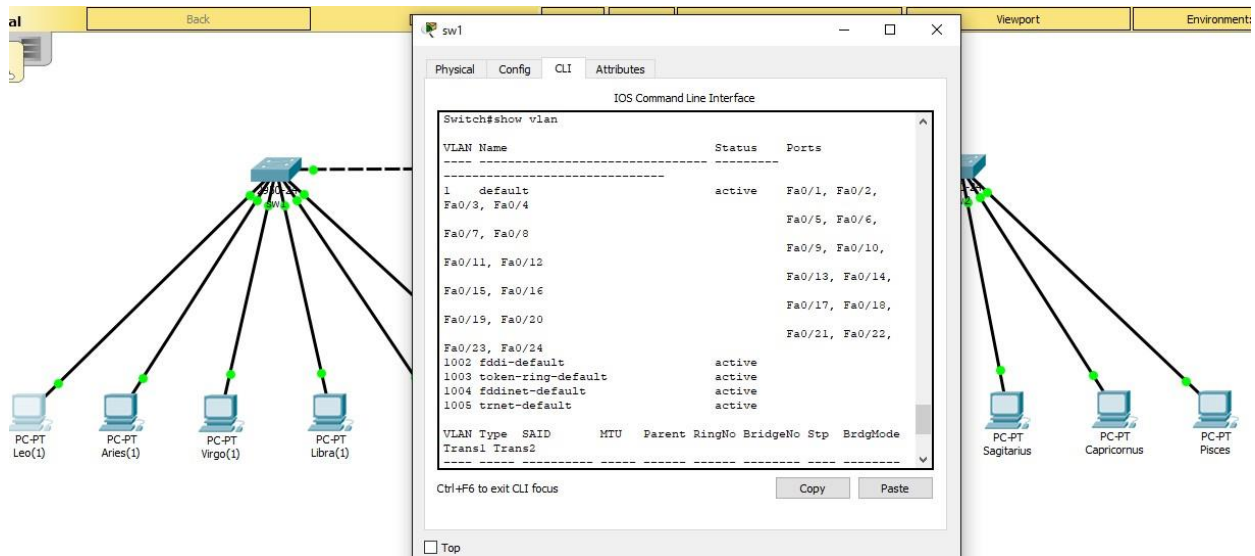 al
Back
Viewport
Environment:
sw1
Physical Config CLI Attributes
IOS Command Line Interface
Switch#show vlan
VLAN Name Status Ports
---- -------------------------------- --------- -------------------------------
1 default active Fa0/1, Fa0/2,
Fa0/3, Fa0/4
Fa0/5, Fa0/6,
Fa0/7, Fa0/8
Fa0/9, Fa0/10,
Fa0/11, Fa0/12
Fa0/13, Fa0/14,
Fa0/15, Fa0/16
Fa0/17, Fa0/18,
Fa0/19, Fa0/20
Fa0/21, Fa0/22,
Fa0/23, Fa0/24
1002 fddi-default active
1003 token-ring-default active
1004 fddinet-default active
1005 trnet-default active
VLAN Type SAID MTU Parent RingNo BridgeNo Stp BrdgMode
Trans1 Trans2
---- ----- ---------- ----- ------ ------ -------- ---- --------
Ctrl+F6 to exit CLI focus
Copy
Paste
Top
sw1
PC-PT
Leo(1)
PC-PT
Aries(1)
PC-PT
Virgo(1)
PC-PT
Libra(1)
PC-PT
Sagitarius
PC-PT
Capricornus
PC-PT
Pisces